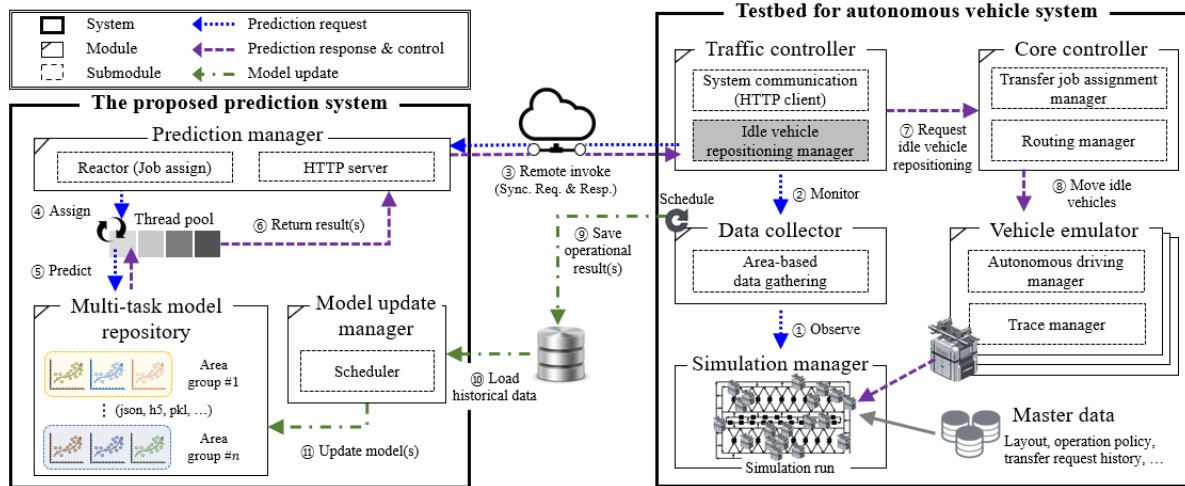 System
Module
Submodule
Prediction request
Prediction response & control
Model update
The proposed prediction system
Prediction manager
Reactor (Job assign)
HTTP server
④ Assign
Thread pool
⑤ Predict
⑥ Return result(s)
Multi-task model
repository
Area
group #1
(json, h5, pkl, …)
Area
group #n
Model update
manager
Scheduler
⑪ Update model(s)
③ Remote invoke
(Sync. Req. & Resp.)
⑨ Save
operational
result(s)
⑩ Load
historical data
Testbed for autonomous vehicle system
Traffic controller
System communication
(HTTP client)
Idle vehicle
repositioning manager
② Monitor
Schedule
Data collector
Area-based
data gathering
① Observe
Simulation manager
Simulation run
Core controller
Transfer job assignment
manager
Routing manager
⑦ Request
idle vehicle
repositioning
⑧ Move idle
vehicles
Vehicle emulator
Autonomous driving
manager
Trace manager
Master data
Layout, operation policy,
transfer request history, …